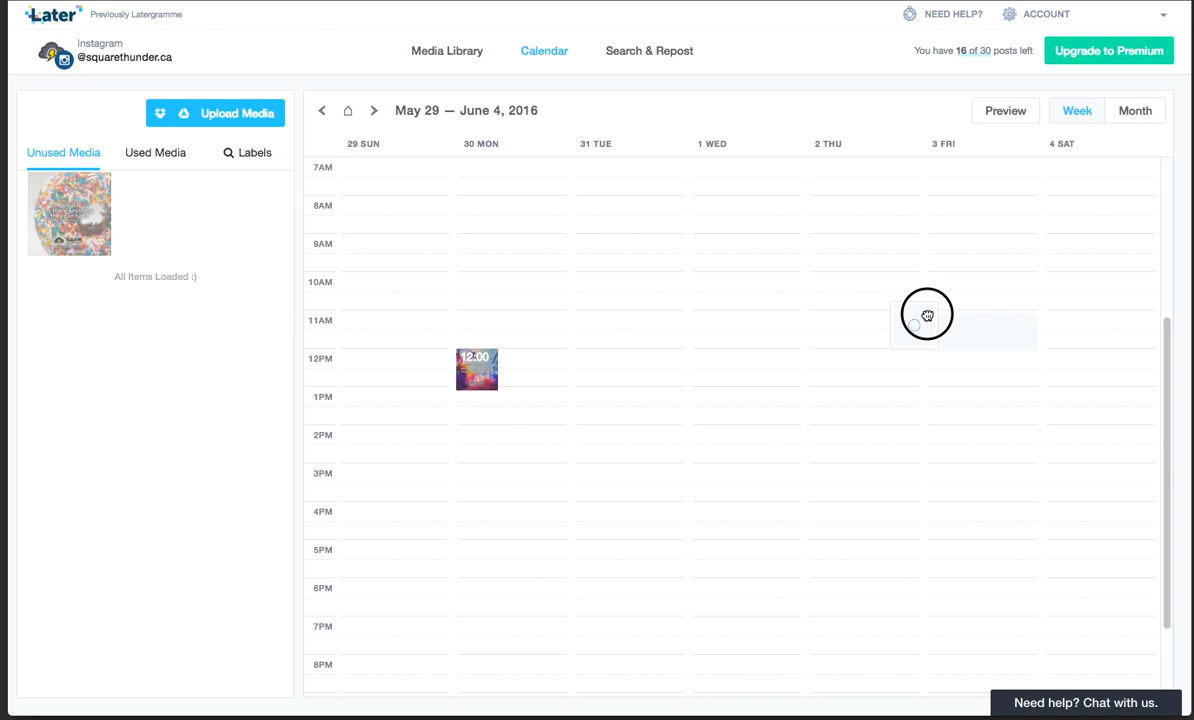 Later Previously Latergramme
NEED HELP? ACCOUNT
Instagram
@squarethunder.ca
Media Library Calendar Search & Repost
You have 16 of 30 posts left
Upgrade to Premium
Upload Media
May 29 — June 4, 2016
Preview Week Month
Unused Media Used Media Labels
29 SUN 30 MON 31 TUE 1 WED 2 THU 3 FRI 4 SAT
All Items Loaded :)
7AM
8AM
9AM
10AM
11AM
12PM
12:00
1PM
2PM
3PM
4PM
5PM
6PM
7PM
8PM
Need help? Chat with us.